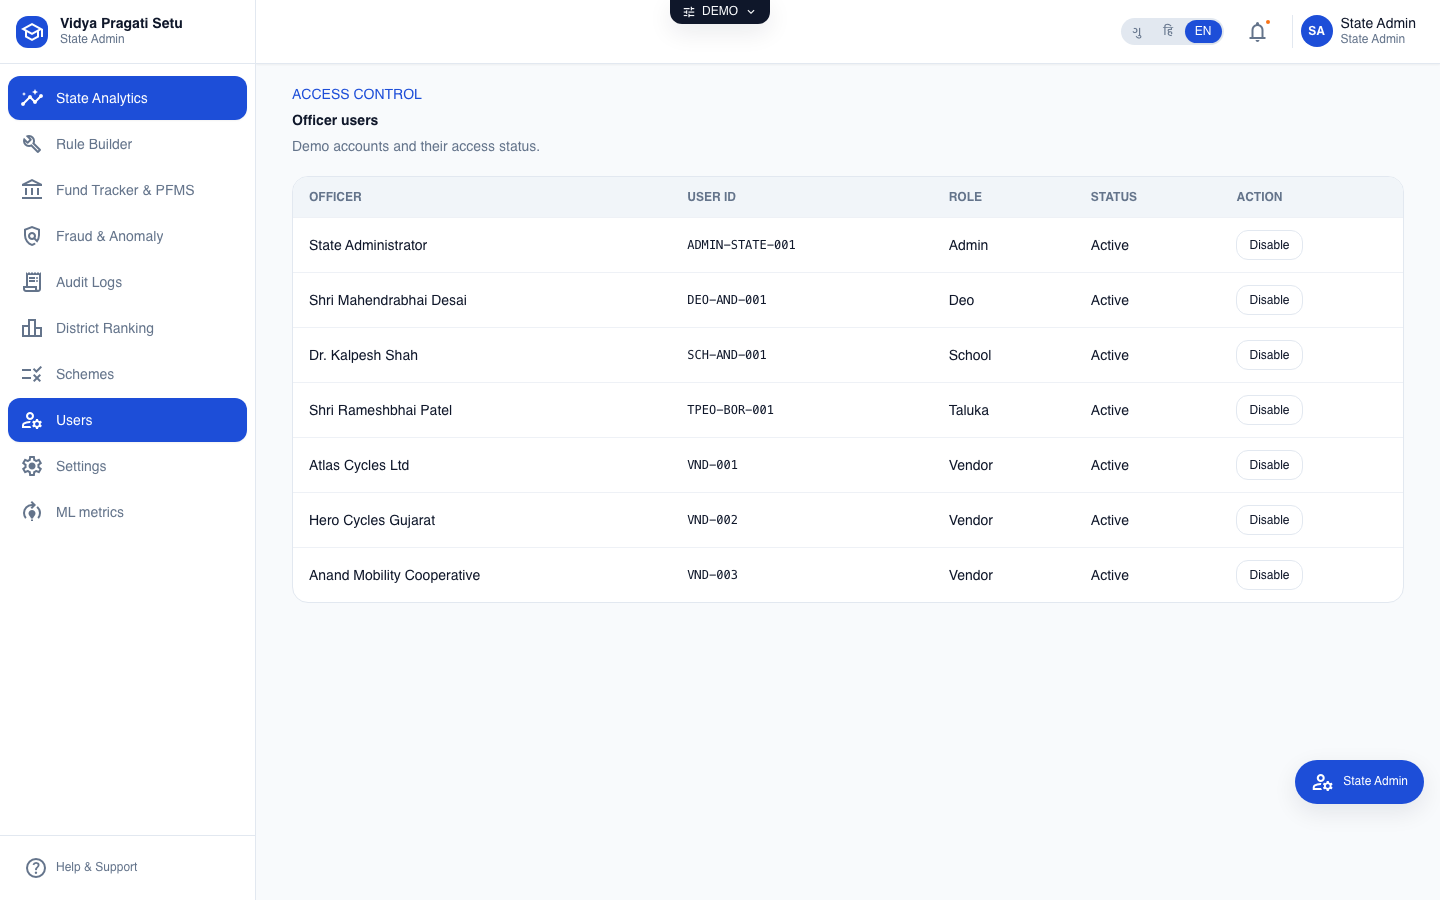 Vidya Pragati Setu
State Admin
DEMO
ગુ
हि
EN
SA
State Admin
State Admin
State Analytics
Rule Builder
Fund Tracker & PFMS
Fraud & Anomaly
Audit Logs
District Ranking
Schemes
Users
Settings
ML metrics
Help & Support
ACCESS CONTROL
Officer users
Demo accounts and their access status.
OFFICER USER ID ROLE STATUS ACTION
State Administrator ADMIN-STATE-001 Admin Active Disable
Shri Mahendrabhai Desai DEO-AND-001 Deo Active Disable
Dr. Kalpesh Shah SCH-AND-001 School Active Disable
Shri Rameshbhai Patel TPEO-BOR-001 Taluka Active Disable
Atlas Cycles Ltd VND-001 Vendor Active Disable
Hero Cycles Gujarat VND-002 Vendor Active Disable
Anand Mobility Cooperative VND-003 Vendor Active Disable
State Admin